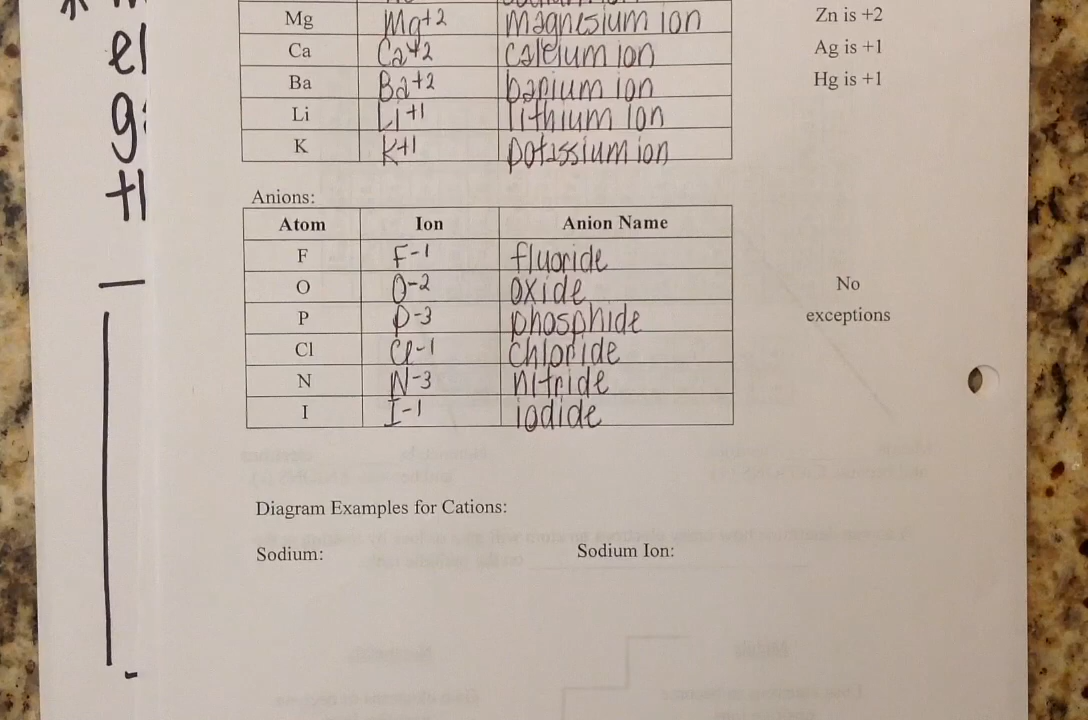 el
g
th
Mg Mg+2 magnesium ion Zn is +2
Ca Ca+2 calcium ion Ag is +1
Ba Ba+2 barium ion Hg is +1
Li Li+1 lithium ion
K K+1 potassium ion
Anions:
Atom Ion Anion Name
F F-1 fluoride
O O-2 oxide No
P P-3 phosphide exceptions
Cl Cl-1 chloride
N N-3 nitride
I I-1 iodide
Diagram Examples for Cations:
Sodium: Sodium Ion: